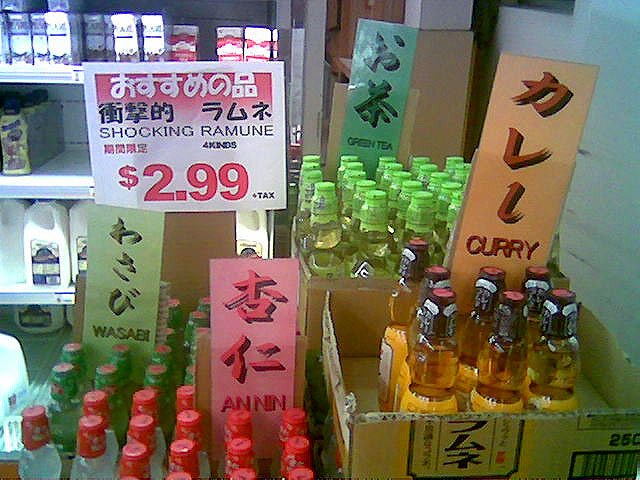 おすすめの品
衝撃的 ラムネ
SHOCKING RAMUNE
期間限定 4KINDS
$2.99 +TAX
お茶
GREEN TEA
カレー
CURRY
わさび
WASABI
杏仁
ANNIN
ラムネ
250